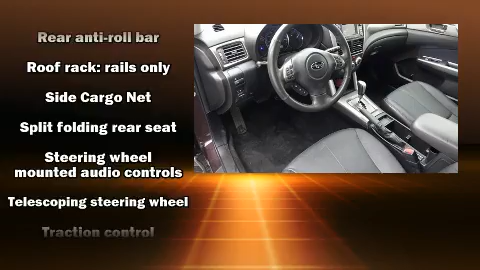 Rear anti-roll bar
Roof rack: rails only
Side Cargo Net
Split folding rear seat
Steering wheel
mounted audio controls
Telescoping steering wheel
Traction control